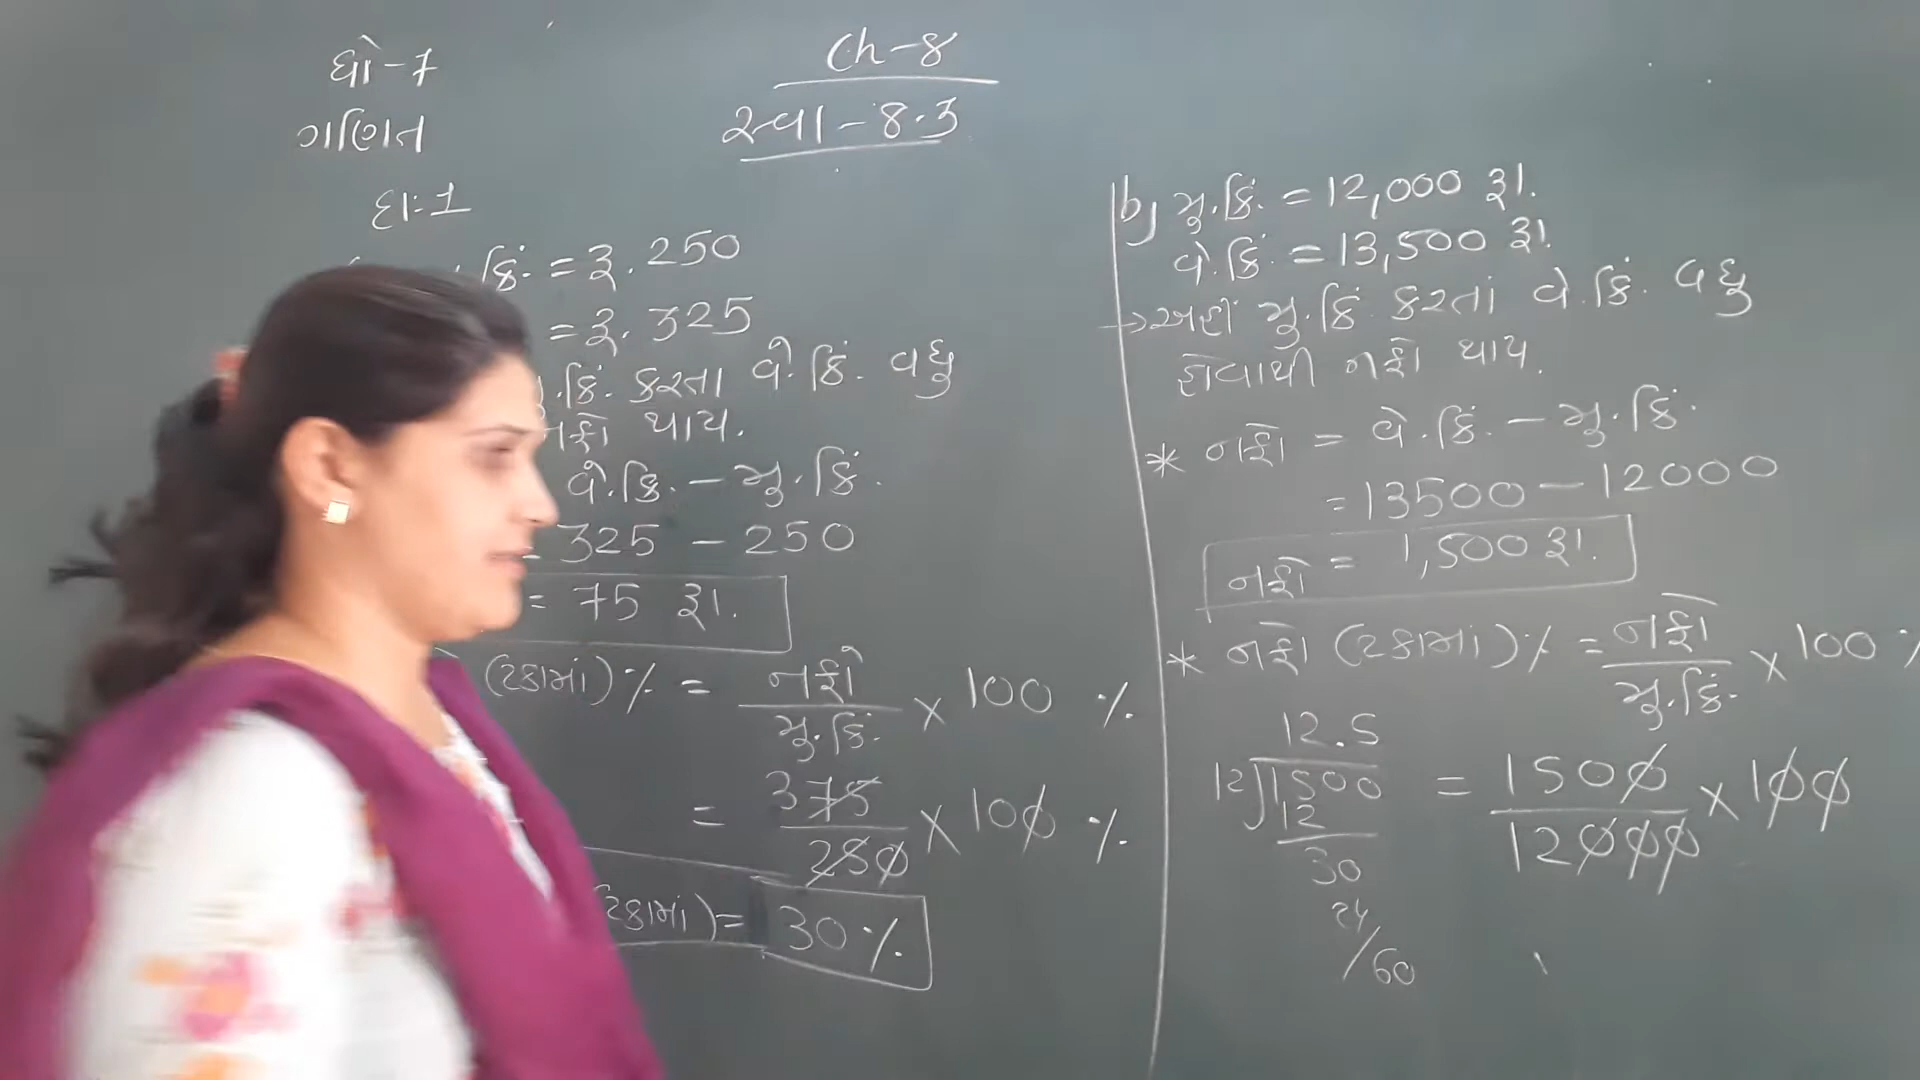 ધો-7
ગણિત
Ch-8
સ્વા-8.3
દા:1
કિં. = રૂ. 250
= રૂ. 325
કિં. કરતા વે.કિં. વધુ
થાય.
વે.કિં. - મુ.કિં.
= 325 - 250
= 75 રૂા.
(ટકામાં) % = નફો / મુ.કિં. × 100 %
= 375 / 250 × 100 %
(ટકામાં) = 30 %
b) મુ.કિં. = 12,000 રૂા.
વે.કિં. = 13,500 રૂા.
→ અહીં મુ.કિં કરતાં વે.કિં. વધુ
હોવાથી નફો થાય.
* નફો = વે.કિં. - મુ.કિં.
= 13500 - 12000
નફો = 1,500 રૂા.
* નફો (ટકામાં) % = નફો / મુ.કિં. × 100 %
12.5
12)1500 = 1500 / 12000 × 100
12
30
24
/60